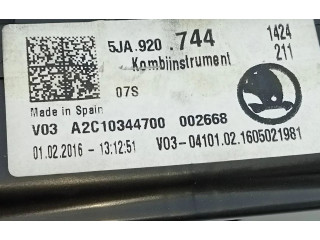 5JA.920.744 1424
Kombiinstrument 211
Made in Spain 07S
V03 A2C10344700 002668
01.02.2016 - 13:12:51 V03-04101.02.1605021981